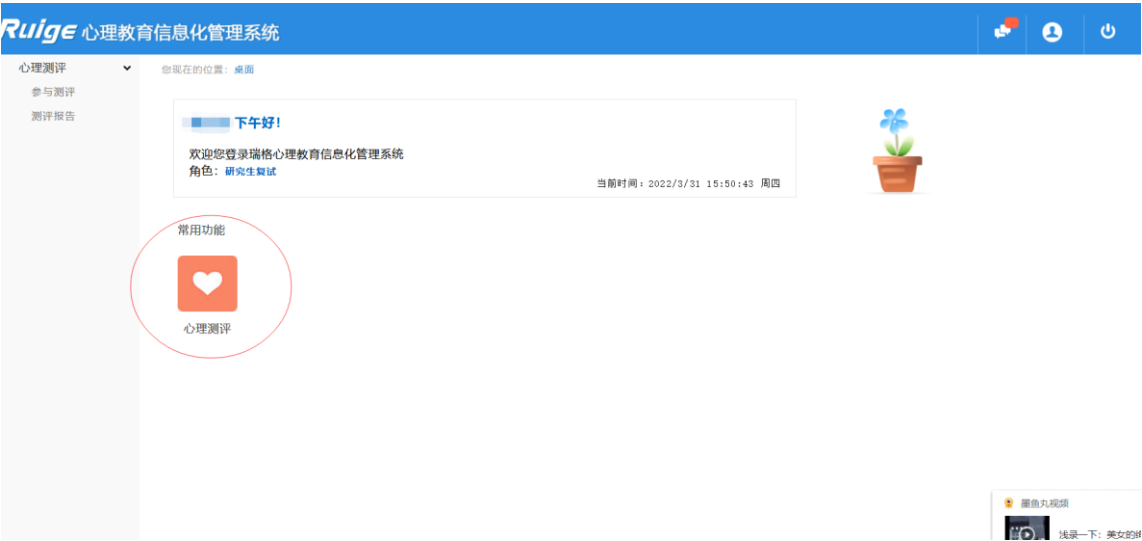 Ruige 心理教育信息化管理系统
心理测评
参与测评
测评报告
您现在的位置: 桌面
下午好!
欢迎您登录瑞格心理教育信息化管理系统
角色: 研究生复试
当前时间: 2022/3/31 15:50:43 周四
常用功能
心理测评
墨鱼丸视频
浅录一下: 美女的